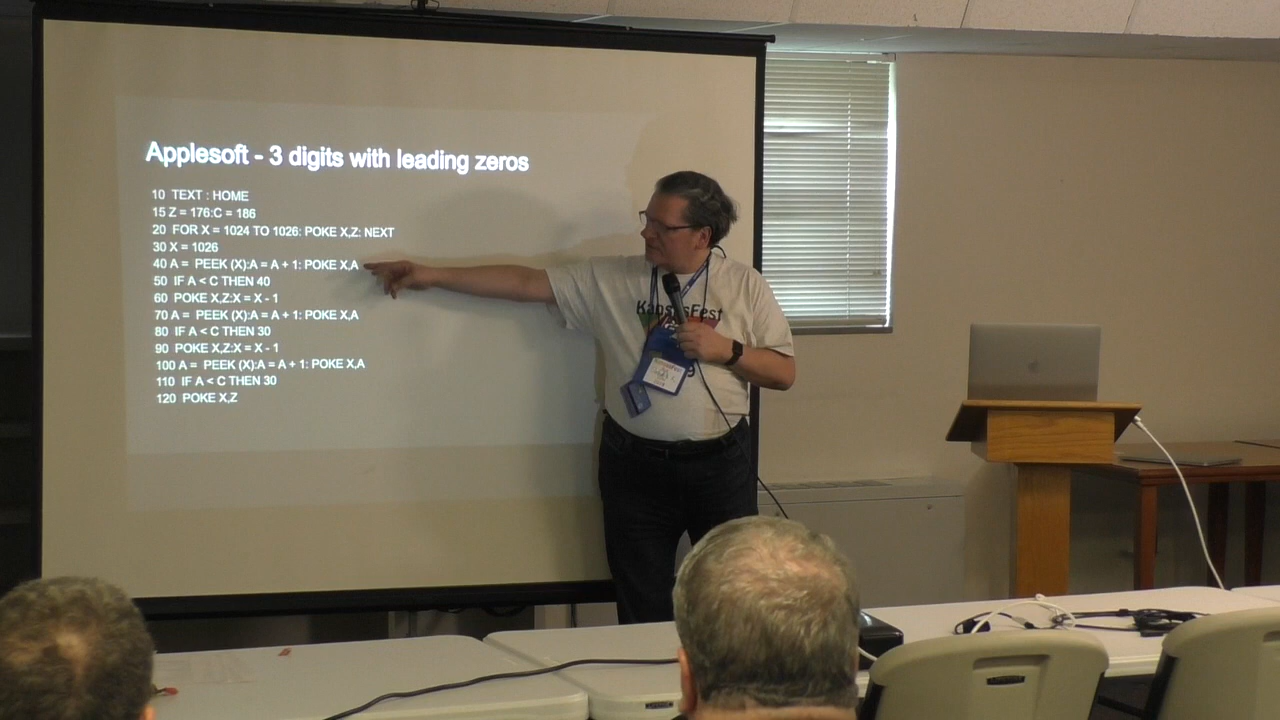 Applesoft - 3 digits with leading zeros
10 TEXT : HOME
15 Z = 176:C = 186
20 FOR X = 1024 TO 1026: POKE X,Z: NEXT
30 X = 1026
40 A = PEEK (X):A = A + 1: POKE X,A
50 IF A < C THEN 40
60 POKE X,Z:X = X - 1
70 A = PEEK (X):A = A + 1: POKE X,A
80 IF A < C THEN 30
90 POKE X,Z:X = X - 1
100 A = PEEK (X):A = A + 1: POKE X,A
110 IF A < C THEN 30
120 POKE X,Z
KansasFest